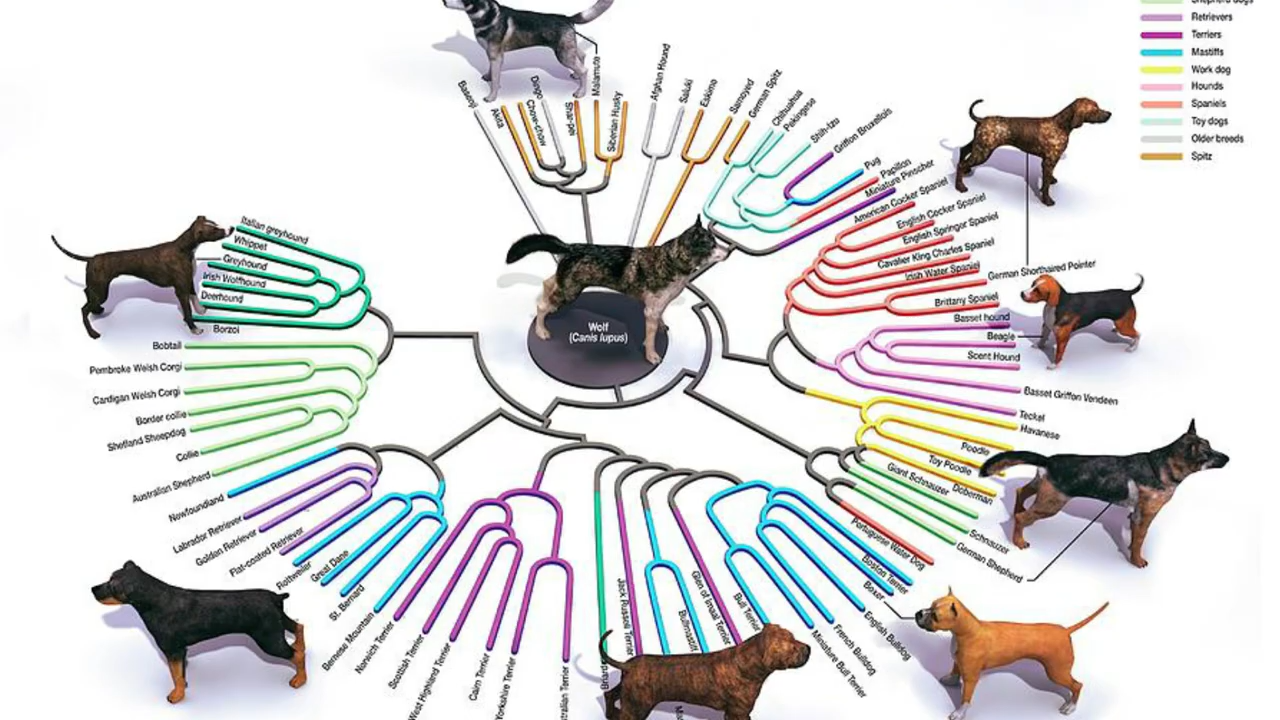 Shepherd dogs
Retrievers
Terriers
Mastiffs
Work dog
Hounds
Spaniels
Toy dogs
Older breeds
Spitz
Basenji
Akita
Chow-chow
Dingo
Shar-pei
Malamute
Siberian Husky
Afghan Hound
Saluki
Eskimo
Samoyed
German Spitz
Chihuahua
Pekingese
Shih-tzu
Griffon Bruxellois
Pug
Papillon
Miniature Pinscher
American Cocker Spaniel
English Cocker Spaniel
English Springer Spaniel
Cavalier King Charles Spaniel
Irish Water Spaniel
German Shorthaired Pointer
Brittany Spaniel
Basset hound
Beagle
Scent Hound
Basset Griffon Vendeen
Teckel
Havanese
Poodle
Toy Poodle
Doberman
Giant Schnauzer
Schnauzer
German Shepherd
Portuguese Water Dog
Boston Terrier
Boxer
English Bulldog
French Bulldog
Miniature Bull Terrier
Bull Terrier
Glen of Imaal Terrier
Bullmastiff
Jack Russell Terrier
Briard
tralian Terrier
Yorkshire Terrier
Cairn Terrier
West Highland Terrier
Scottish Terrier
Norwich Terrier
Bernese Mountain
St. Bernard
Great Dane
Rottweiler
Flat-coated Retriever
Golden Retriever
Labrador Retriever
Newfoundland
Australian Shepherd
Collie
Shetland Sheepdog
Border collie
Cardigan Welsh Corgi
Pembroke Welsh Corgi
Bobtail
Borzoi
Deerhound
Irish Wolfhound
Greyhound
Whippet
Italian greyhound
Wolf
(Canis lupus)